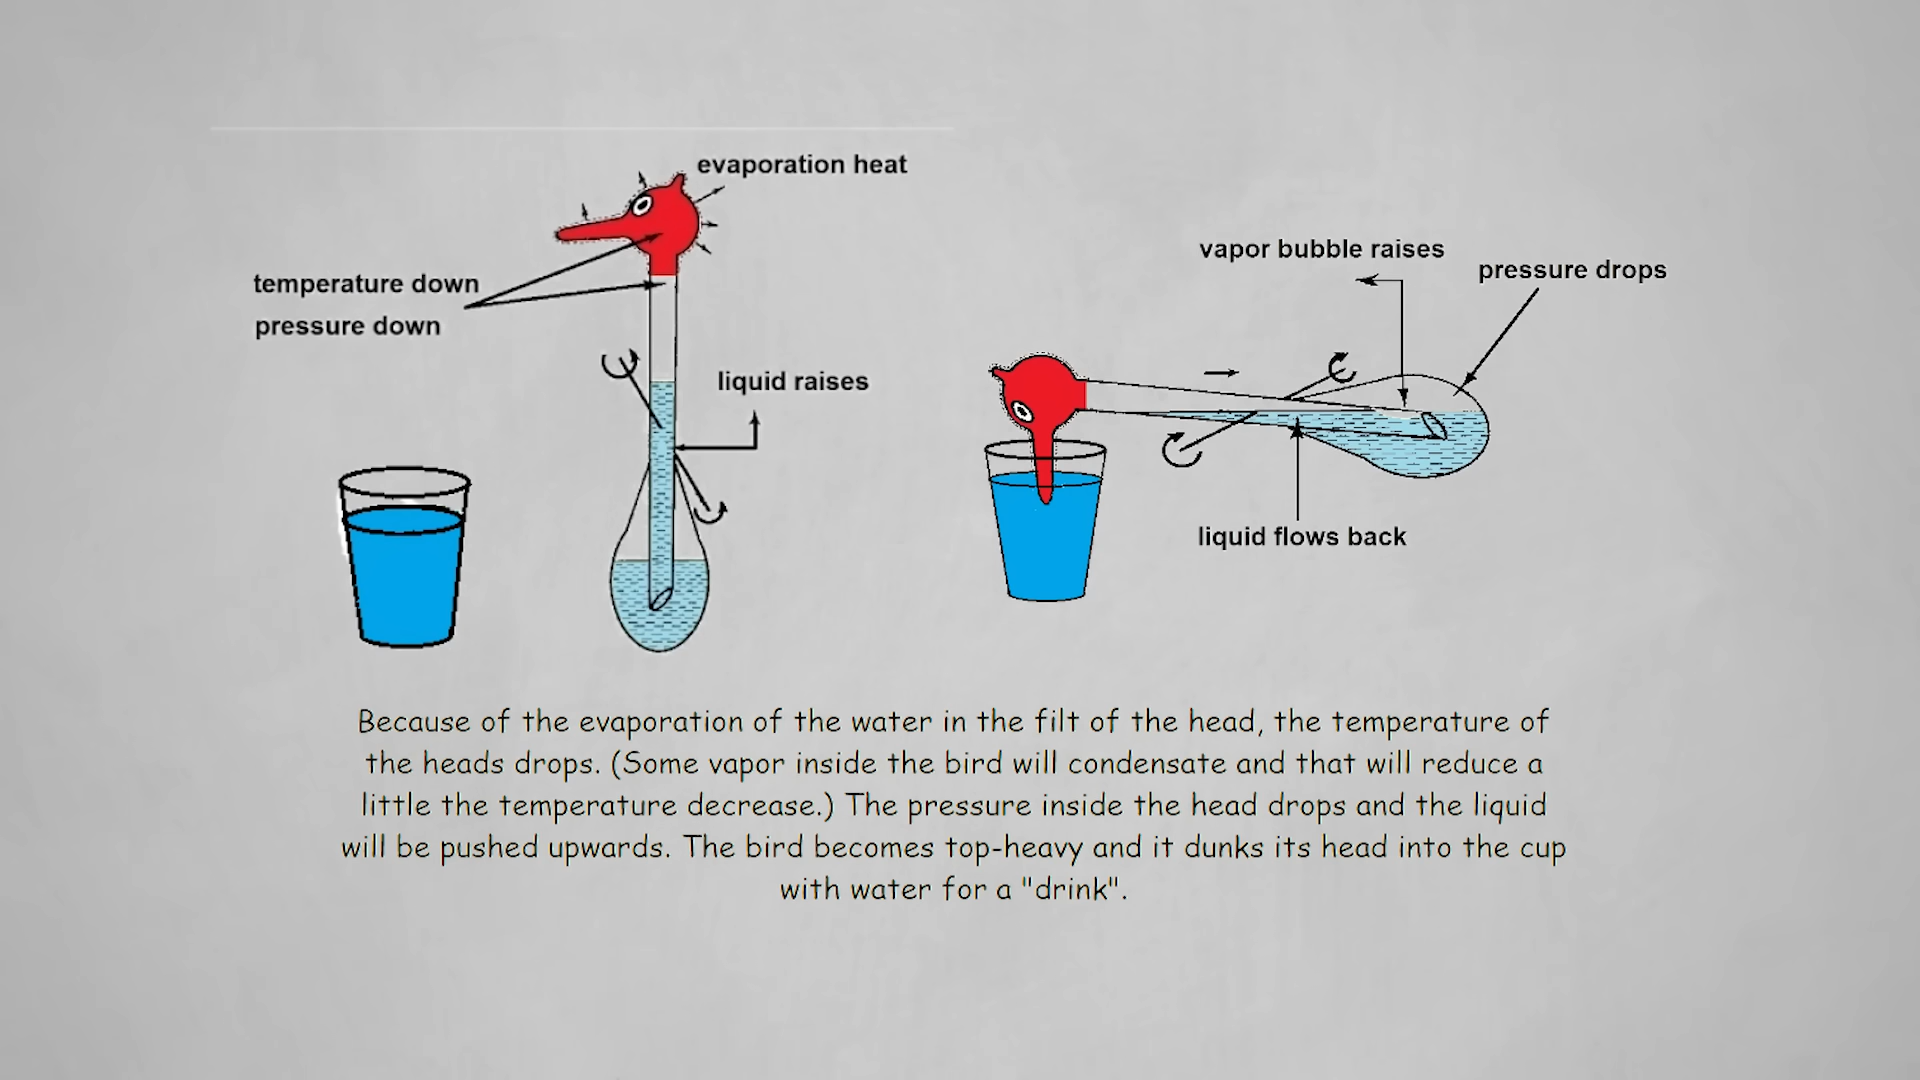 evaporation heat
temperature down
pressure down
liquid raises
vapor bubble raises
pressure drops
liquid flows back
Because of the evaporation of the water in the filt of the head, the temperature of
the heads drops. (Some vapor inside the bird will condensate and that will reduce a
little the temperature decrease.) The pressure inside the head drops and the liquid
will be pushed upwards. The bird becomes top-heavy and it dunks its head into the cup
with water for a "drink".